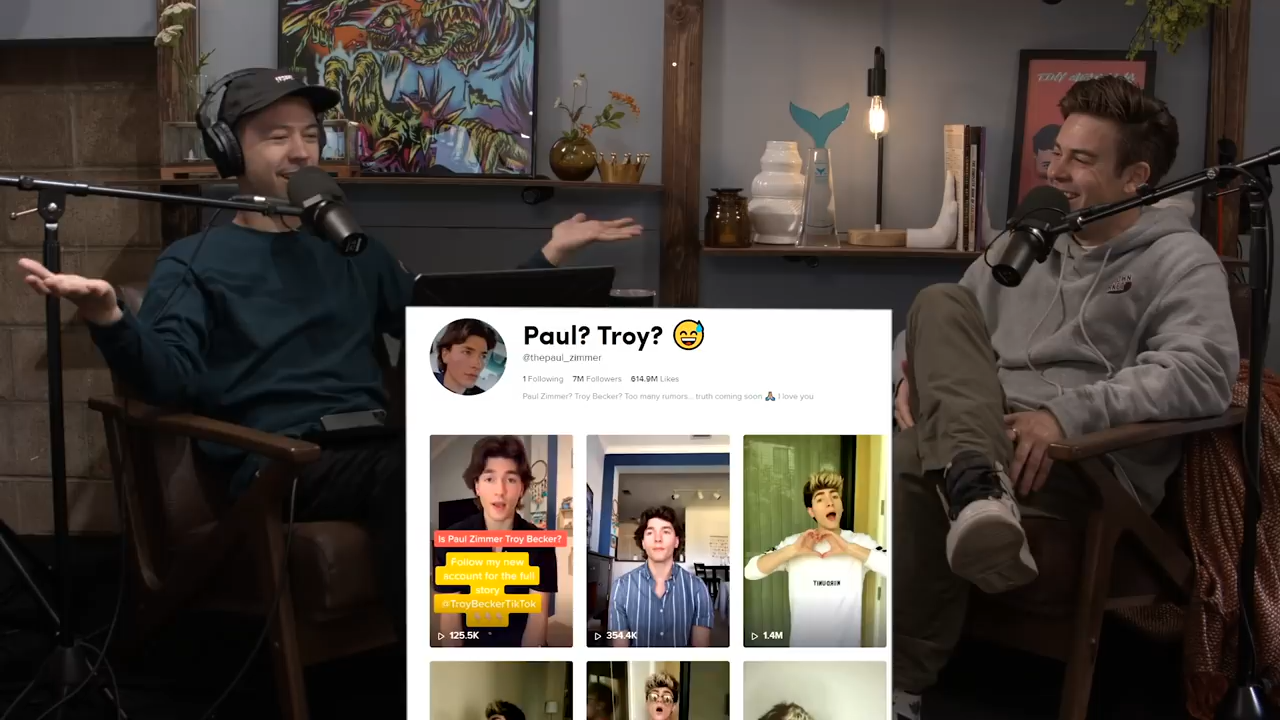 Paul? Troy?
@thepaul_zimmer
1 Following 7M Followers 614.9M Likes
Paul Zimmer? Troy Becker? Too many rumors... truth coming soon 🙏 I love you
Is Paul Zimmer Troy Becker?
Follow my new
account for the full
story
@TroyBeckerTikTok
125.5K
354.4K
1.4M